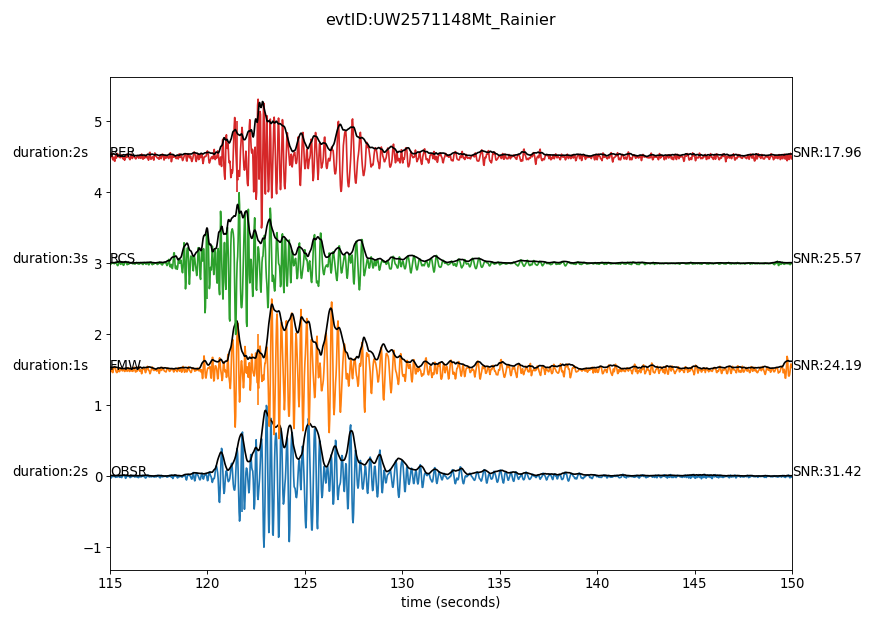 evtID:UW2571148Mt_Rainier
5
duration:2s RER SNR:17.96
4
duration:3s RCS SNR:25.57
3
2
duration:1s FMW SNR:24.19
1
duration:2s OBSR SNR:31.42
0
−1
115 120 125 130 135 140 145 150
time (seconds)